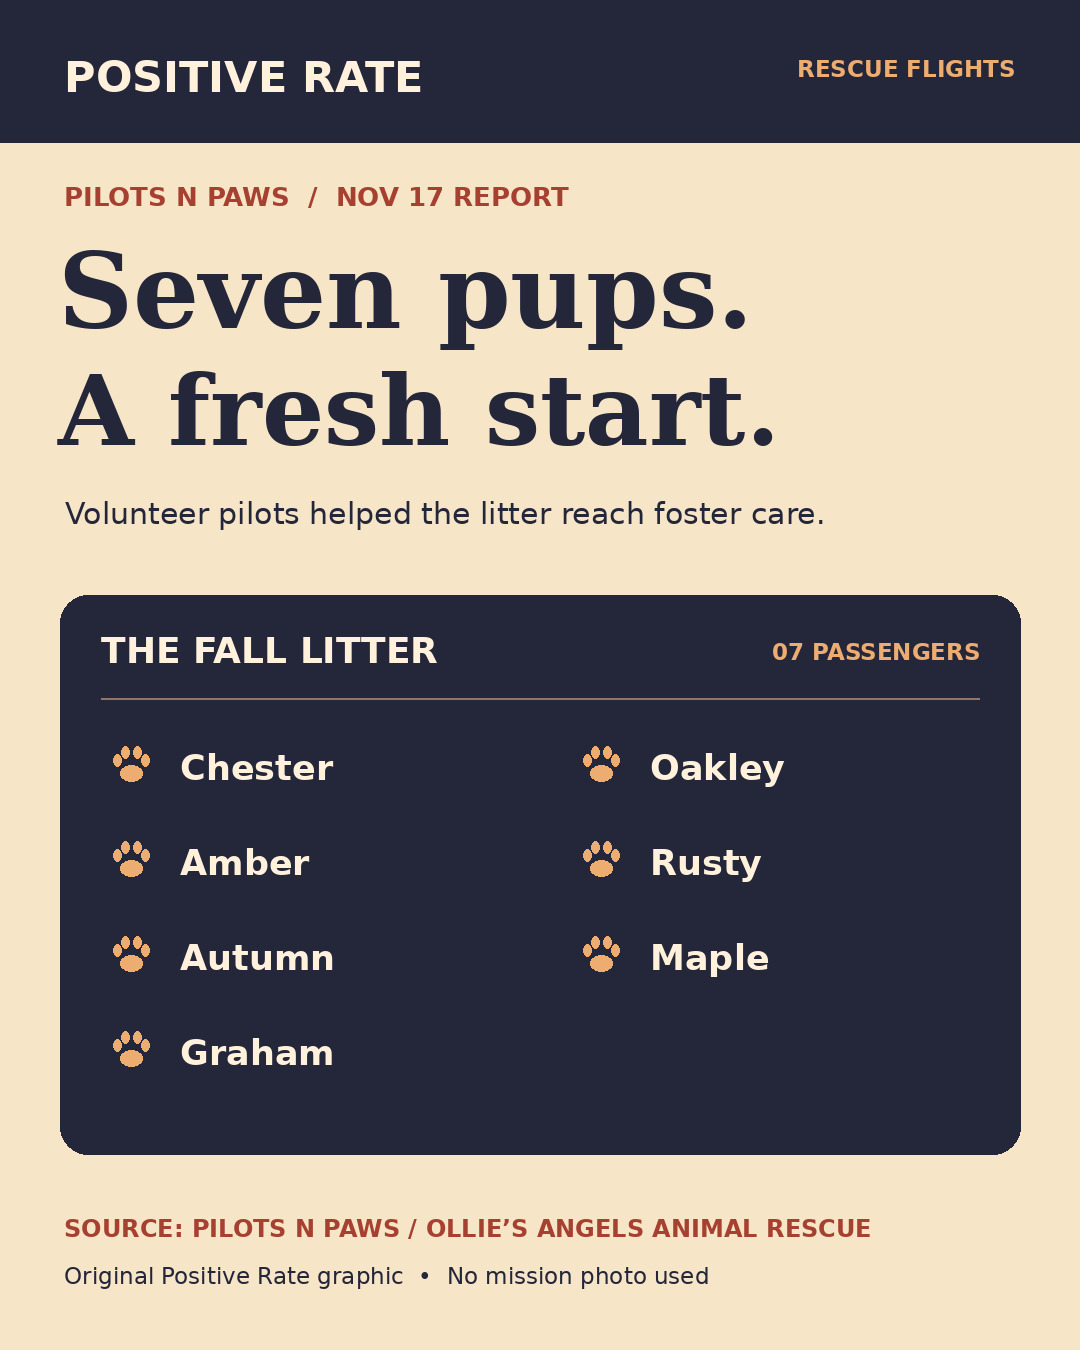 POSITIVE RATE
RESCUE FLIGHTS
PILOTS N PAWS / NOV 17 REPORT
Seven pups.
A fresh start.
Volunteer pilots helped the litter reach foster care.
THE FALL LITTER
07 PASSENGERS
Chester
Oakley
Amber
Rusty
Autumn
Maple
Graham
SOURCE: PILOTS N PAWS / OLLIE’S ANGELS ANIMAL RESCUE
Original Positive Rate graphic • No mission photo used